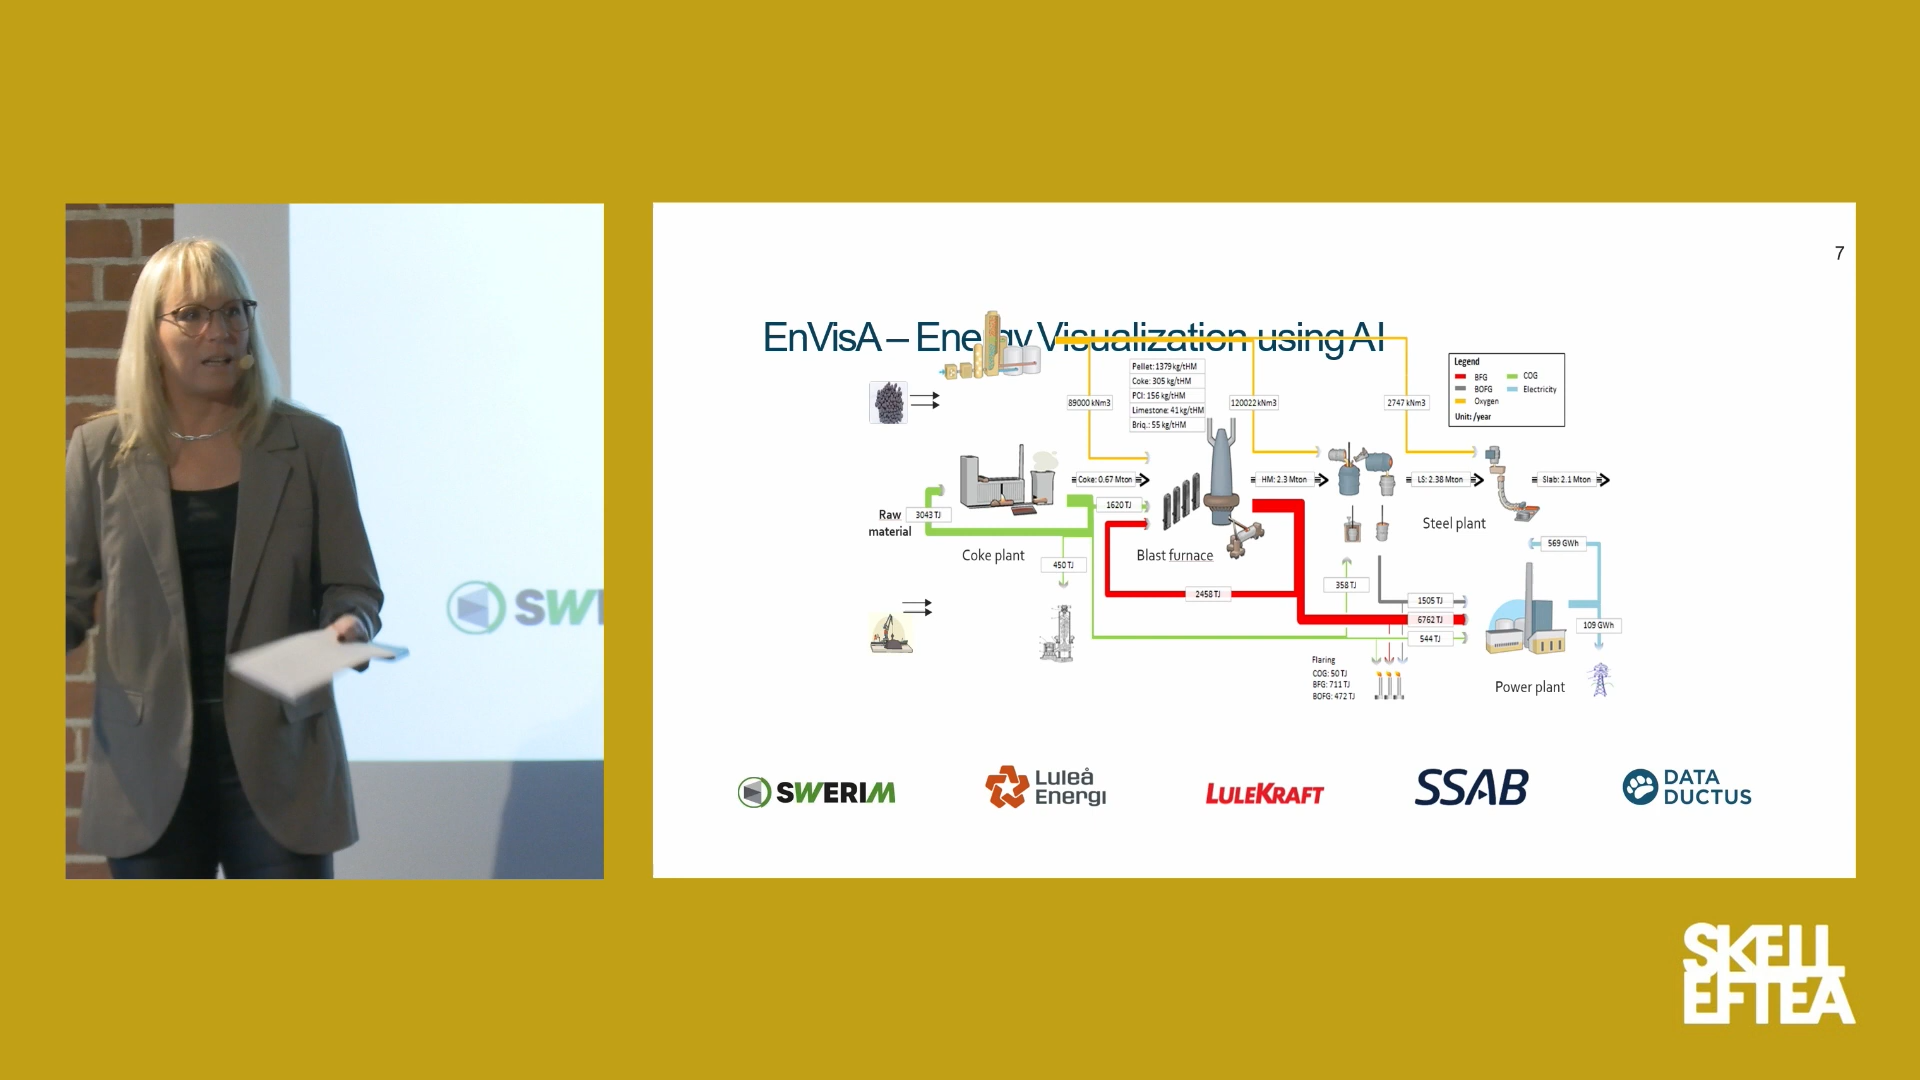 SWE
7
EnVisA – Energy Visualization using AI
Pellet: 1379 kg/tHM
Coke: 305 kg/tHM
PCI: 156 kg/tHM
Limestone: 41 kg/tHM
Briq.: 55 kg/tHM
89000 kNm3
120022 kNm3
2747 kNm3
Legend
BFG
COG
BOFG
Electricity
Oxygen
Unit: /year
Coke: 0.67 Mton
HM: 2.3 Mton
LS: 2.38 Mton
Slab: 2.1 Mton
1620 TJ
Raw
material
3043 TJ
Steel plant
Coke plant
Blast furnace
569 GWh
450 TJ
358 TJ
2458 TJ
1505 TJ
6762 TJ
544 TJ
109 GWh
Flaring
COG: 50 TJ
BFG: 711 TJ
BOFG: 472 TJ
Power plant
SWERIM
Luleå
Energi
LULEKRAFT
SSAB
DATA
DUCTUS
SKELL
EFTEÅ